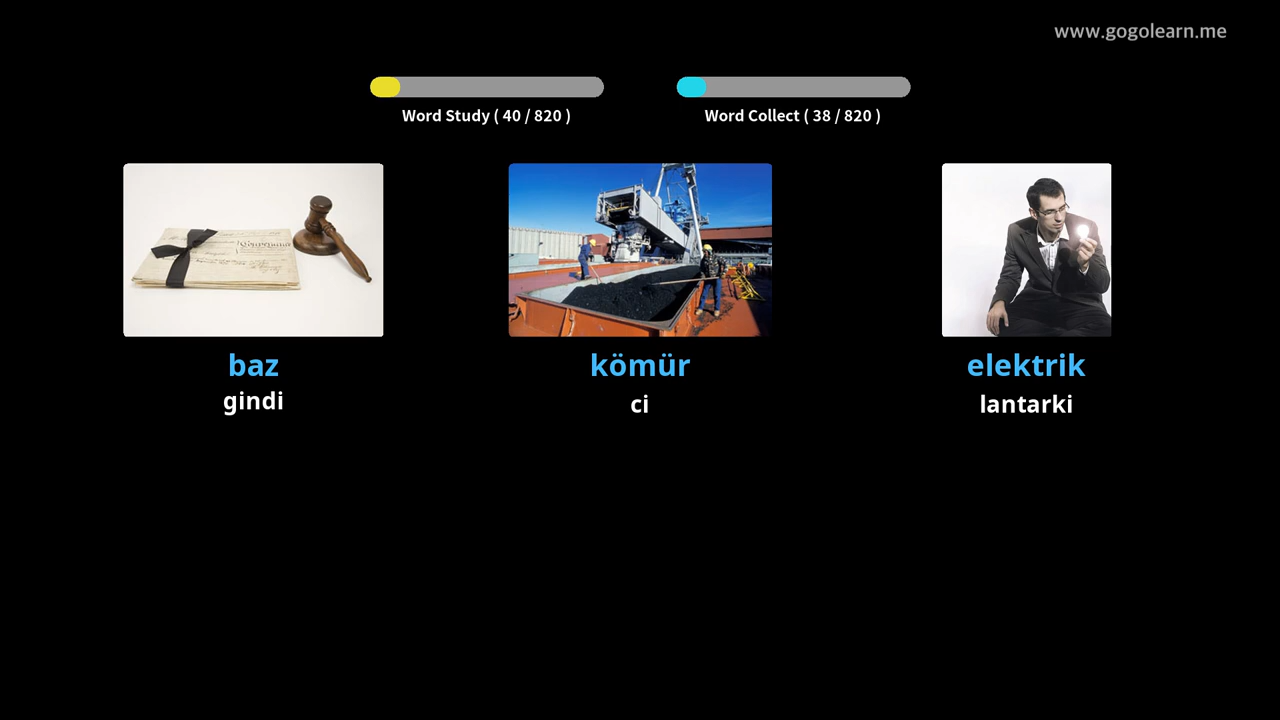 www.gogolearn.me
Word Study ( 40 / 820 )
Word Collect ( 38 / 820 )
baz
kömür
elektrik
gindi
ci
lantarki